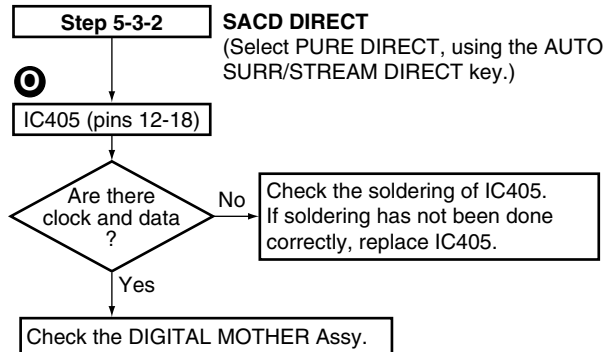 Step 5-3-2
SACD DIRECT
(Select PURE DIRECT, using the AUTO
SURR/STREAM DIRECT key.)
O
IC405 (pins 12-18)
Are there
clock and data
?
No
Check the soldering of IC405.
If soldering has not been done
correctly, replace IC405.
Yes
Check the DIGITAL MOTHER Assy.